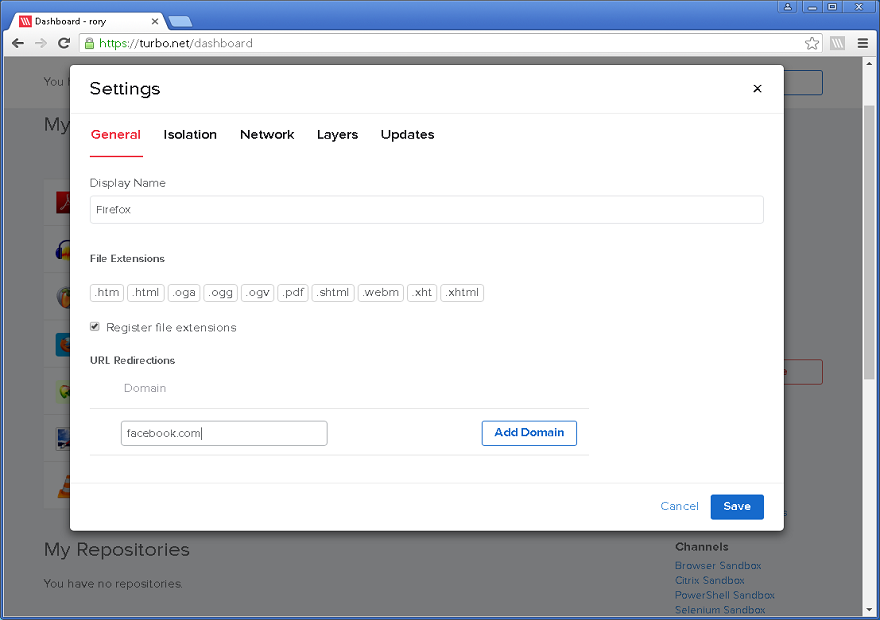 Dashboard - rory
https://turbo.net/dashboard
You
Settings
My
General Isolation Network Layers Updates
Display Name
Firefox
File Extensions
.htm .html .oga .ogg .ogv .pdf .shtml .webm .xht .xhtml
Register file extensions
URL Redirections
Domain
facebook.com
Add Domain
Cancel Save
My Repositories
Channels
You have no repositories.
Browser Sandbox
Citrix Sandbox
PowerShell Sandbox
Selenium Sandbox